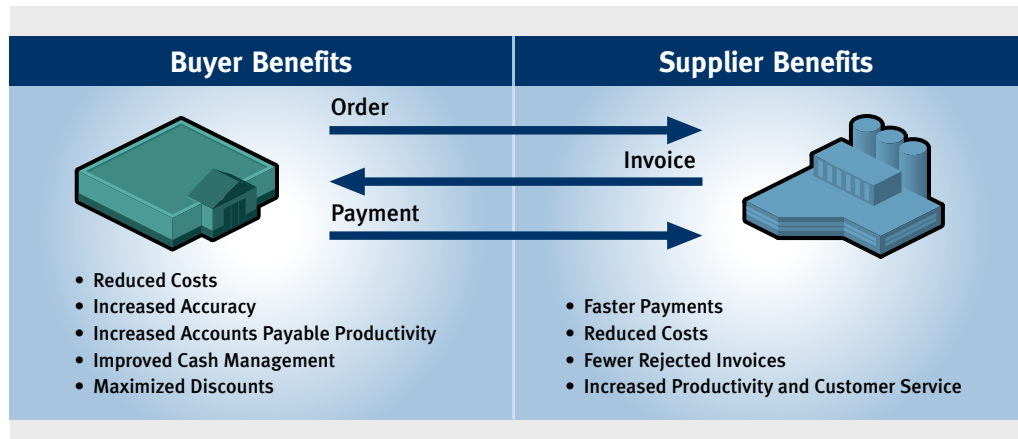 Buyer Benefits
Supplier Benefits
Order
Invoice
Payment
• Reduced Costs
• Increased Accuracy
• Increased Accounts Payable Productivity
• Improved Cash Management
• Maximized Discounts
• Faster Payments
• Reduced Costs
• Fewer Rejected Invoices
• Increased Productivity and Customer Service